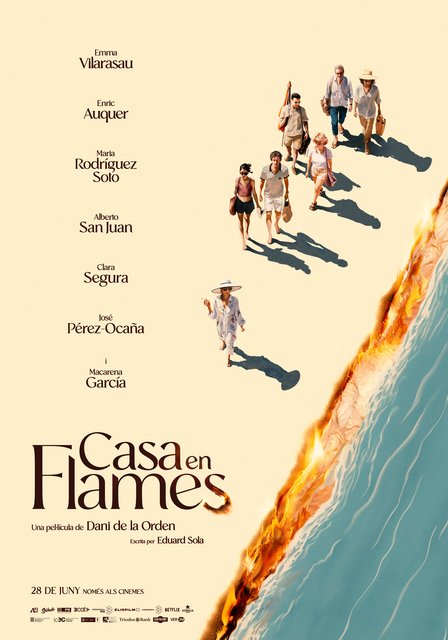 Emma
Vilarasau
Enric
Auquer
Maria
Rodríguez
Soto
Alberto
San Juan
Clara
Segura
José
Pérez-Ocaña
i
Macarena
García
Casa en
Flames
Una pel·lícula de Dani de la Orden
Escrita per Eduard Sola
28 DE JUNY NOMÉS ALS CINEMES
NETFLIX
Triodos Bank